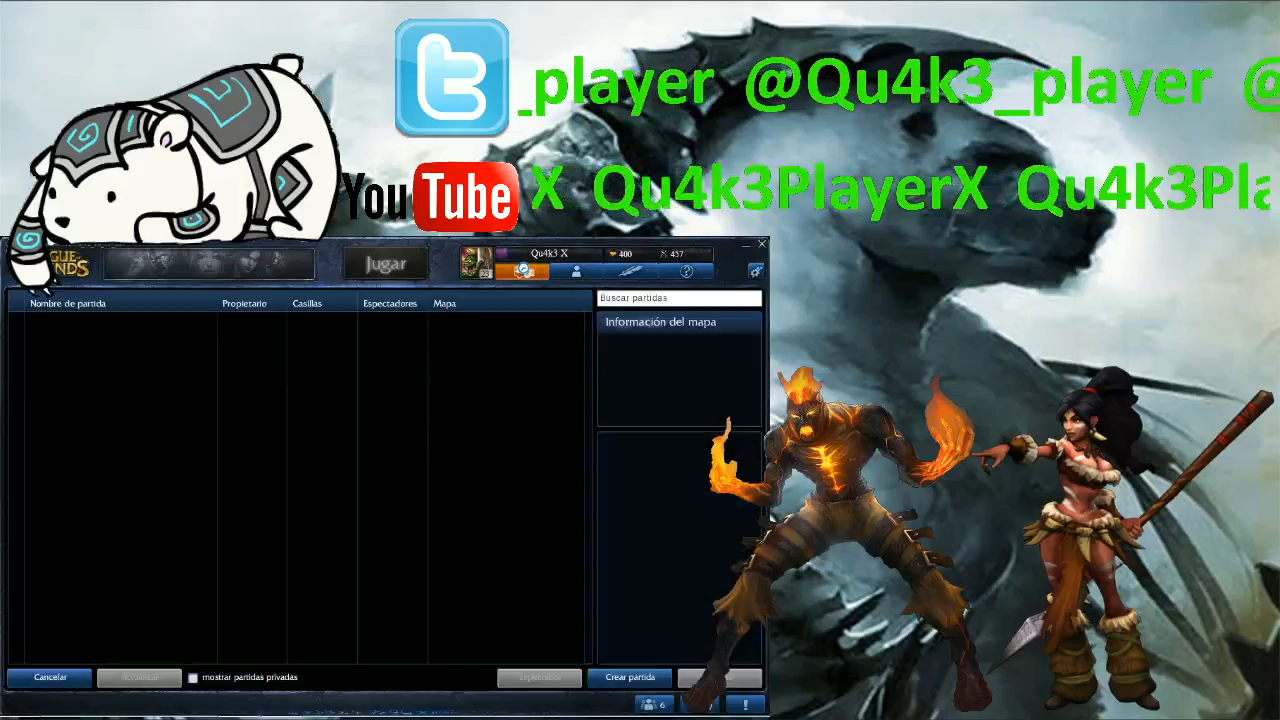 _player @Qu4k3_player @
You Tube X Qu4k3PlayerX Qu4k3Pla
Jugar
Qu4k3 X
400
457
23
Nombre de partida Propietario Casillas Espectadores Mapa
Buscar partidas
Información del mapa
Cancelar
mostrar partidas privadas
Crear partida
6